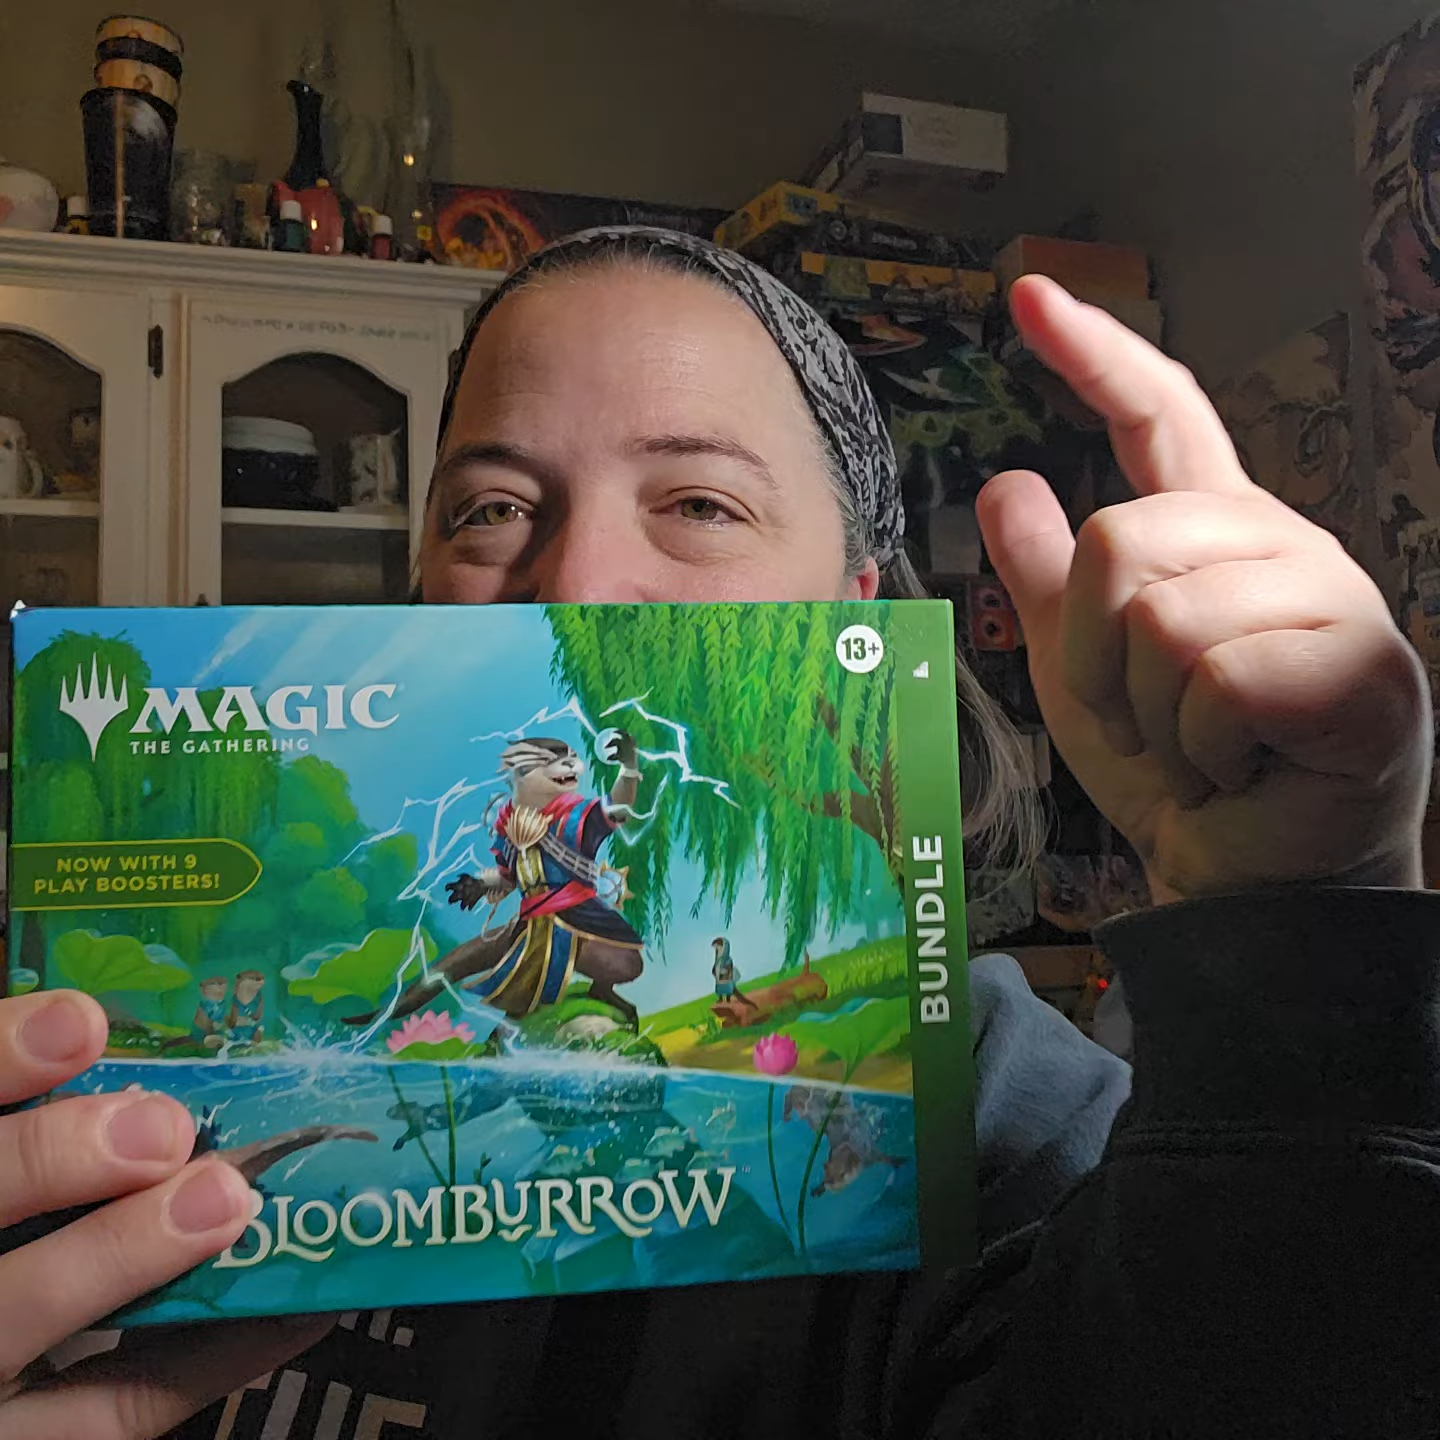 MAGIC
THE GATHERING
13+
NOW WITH 9
PLAY BOOSTERS!
BUNDLE
BLOOMBURROW